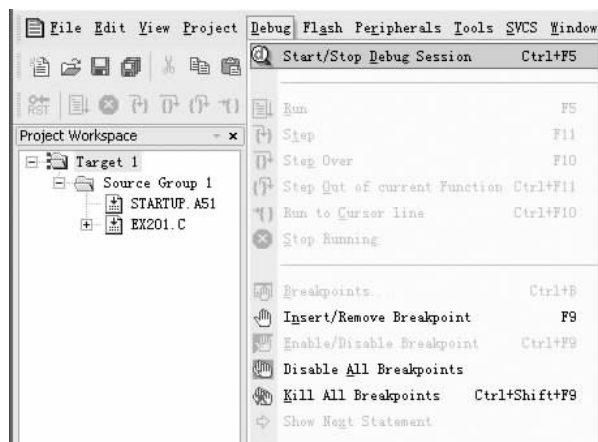 File Edit View Project Debug Flash Peripherals Tools SVCS Window
Start/Stop Debug Session Ctrl+F5
RST
Run F5
Project Workspace
Step F11
Target 1
Step Over F10
Source Group 1
Step Out of current Function Ctrl+F11
STARTUP.A51
Run to Cursor line Ctrl+F10
EX201.C
Stop Running
Breakpoints... Ctrl+B
Insert/Remove Breakpoint F9
Enable/Disable Breakpoint Ctrl+F9
Disable All Breakpoints
Kill All Breakpoints Ctrl+Shift+F9
Show Next Statement